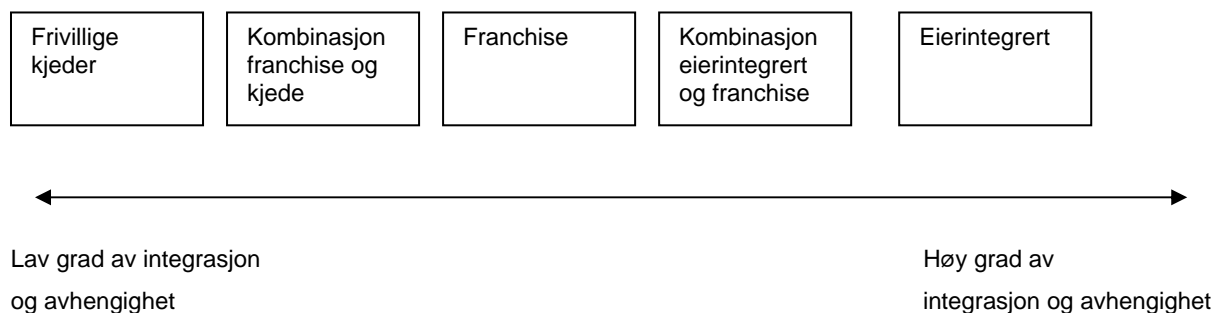 Frivillige
kjeder
Kombinasjon
franchise og
kjede
Franchise
Kombinasjon
eierintegrert
og franchise
Eierintegrert
Lav grad av integrasjon
og avhengighet
Høy grad av
integrasjon og avhengighet